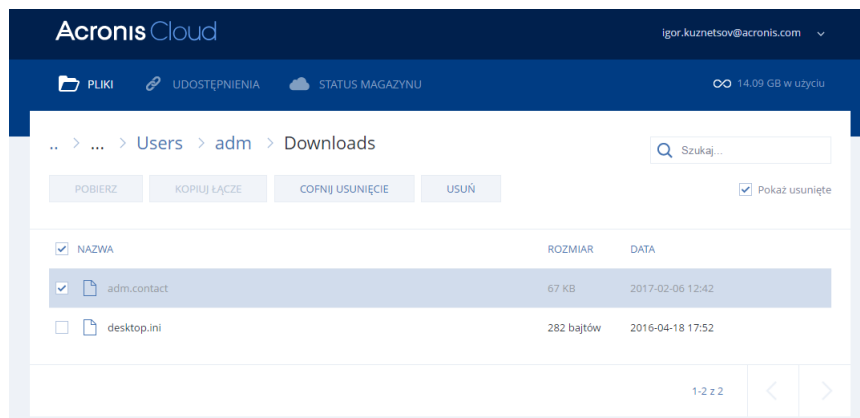 Acronis Cloud
igor.kuznetsov@acronis.com
PLIKI UDOSTĘPNIENIA STATUS MAGAZYNU 14.09 GB w użyciu
.. > ... > Users > adm > Downloads
Szukaj...
POBIERZ KOPIUJ ŁĄCZE COFNIJ USUNIĘCIE USUŃ Pokaż usunięte
NAZWA ROZMIAR DATA
adm.contact 67 KB 2017-02-06 12:42
desktop.ini 282 bajtów 2016-04-18 17:52
1-2 z 2